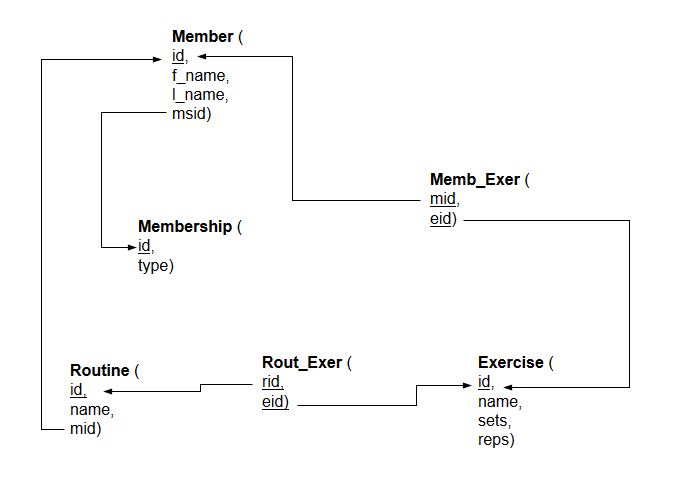 Member (
id,
f_name,
l_name,
msid)
Memb_Exer (
mid,
eid)
Membership (
id,
type)
Routine (
id,
name,
mid)
Rout_Exer (
rid,
eid)
Exercise (
id,
name,
sets,
reps)